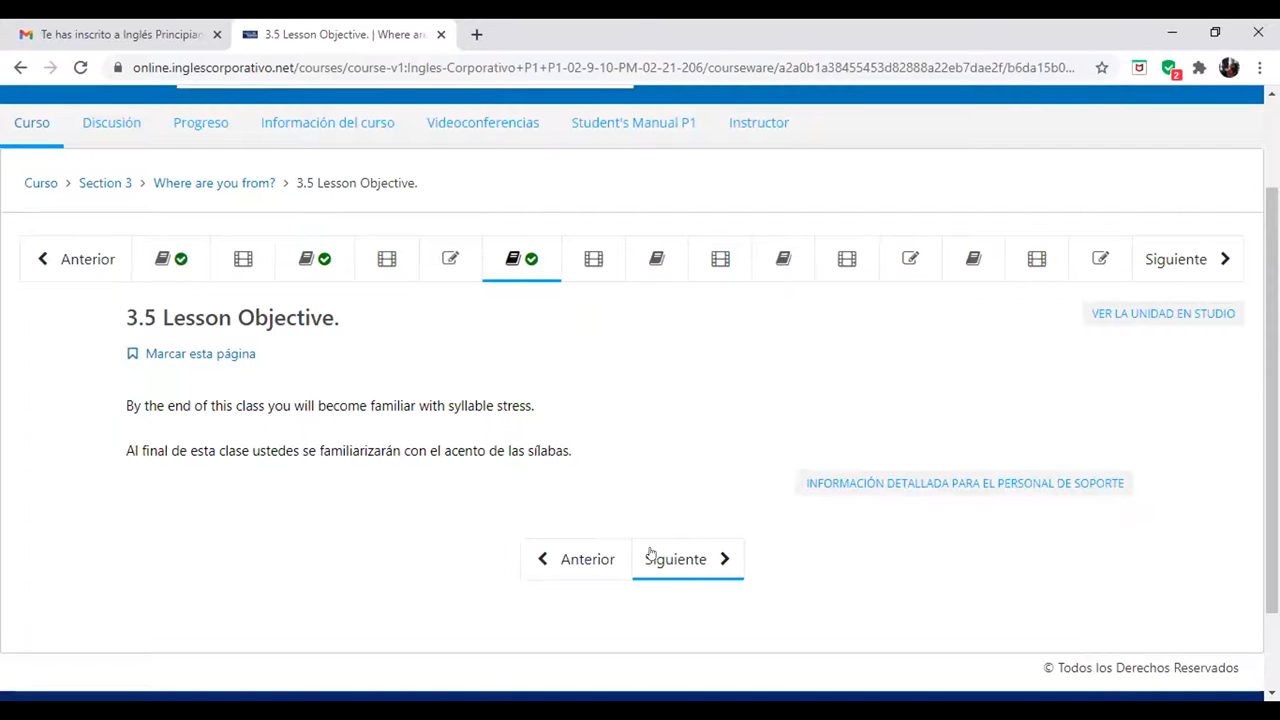 Te has inscrito a Inglés Principian
3.5 Lesson Objective. | Where are
online.inglescorporativo.net/courses/course-v1:Ingles-Corporativo+P1+P1-02-9-10-PM-02-21-206/courseware/a2a0b1a38455453d82888a22eb7dae2f/b6da15b0...
2
Curso
Discusión
Progreso
Información del curso
Videoconferencias
Student's Manual P1
Instructor
Curso > Section 3 > Where are you from? > 3.5 Lesson Objective.
Anterior
Siguiente
3.5 Lesson Objective.
VER LA UNIDAD EN STUDIO
Marcar esta página
By the end of this class you will become familiar with syllable stress.
Al final de esta clase ustedes se familiarizarán con el acento de las sílabas.
INFORMACIÓN DETALLADA PARA EL PERSONAL DE SOPORTE
Anterior
Siguiente
© Todos los Derechos Reservados